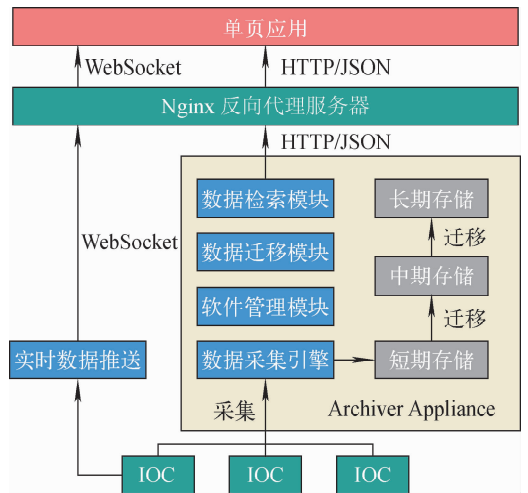 单页应用
WebSocket
HTTP/JSON
Nginx 反向代理服务器
HTTP/JSON
数据检索模块
长期存储
迁移
WebSocket
数据迁移模块
中期存储
软件管理模块
迁移
实时数据推送
数据采集引擎
短期存储
采集
Archiver Appliance
IOC
IOC
IOC